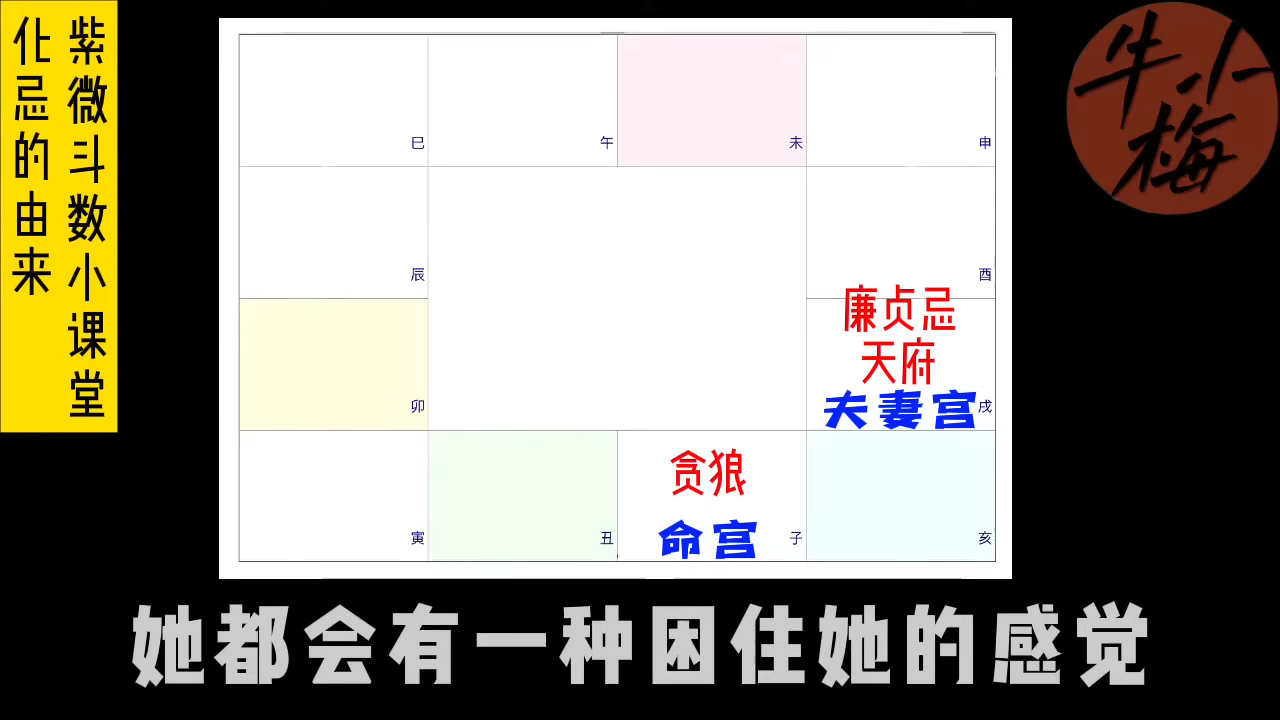 紫微斗数小课堂
化忌的由来
牛小梅
巳
午
未
申
辰
酉
廉贞忌
天府
夫妻宫
卯
戌
贪狼
命宫
寅
丑
子
亥
她都会有一种困住她的感觉